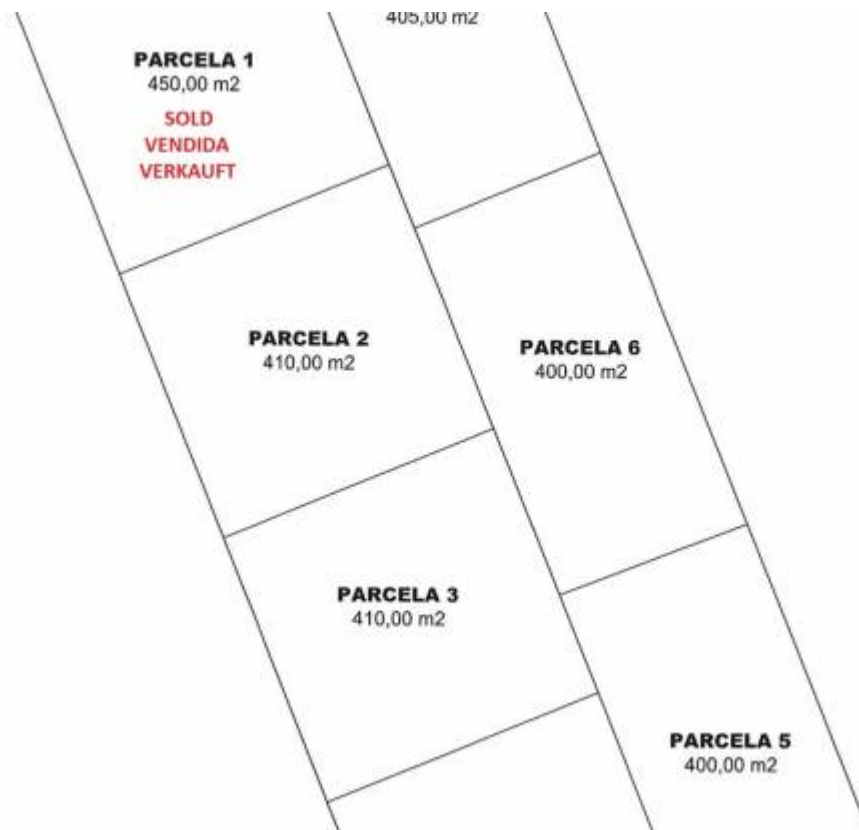 405,00 m2
PARCELA 1
450,00 m2
SOLD
VENDIDA
VERKAUFT
PARCELA 2
410,00 m2
PARCELA 6
400,00 m2
PARCELA 3
410,00 m2
PARCELA 5
400,00 m2